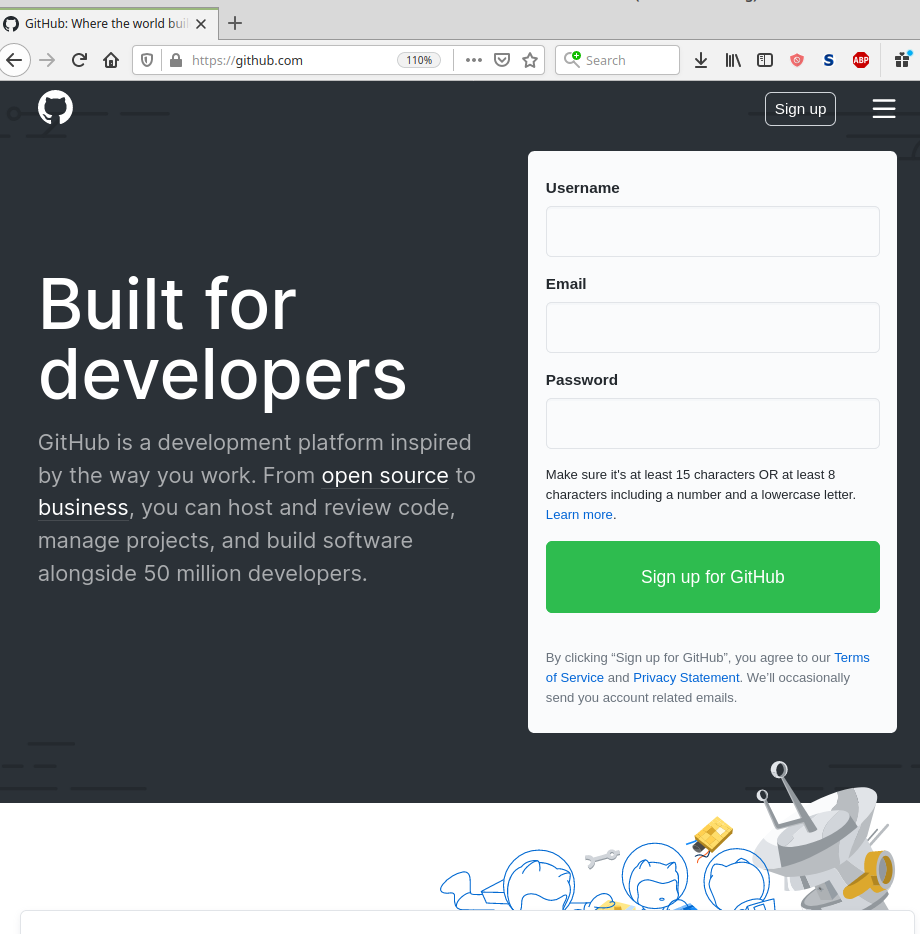 GitHub: Where the world buil
https://github.com
110%
Search
S
ABP
Sign up
Username
Email
Password
Make sure it's at least 15 characters OR at least 8
characters including a number and a lowercase letter.
Learn more.
Sign up for GitHub
By clicking “Sign up for GitHub”, you agree to our Terms
of Service and Privacy Statement. We’ll occasionally
send you account related emails.
Built for
developers
GitHub is a development platform inspired
by the way you work. From open source to
business, you can host and review code,
manage projects, and build software
alongside 50 million developers.